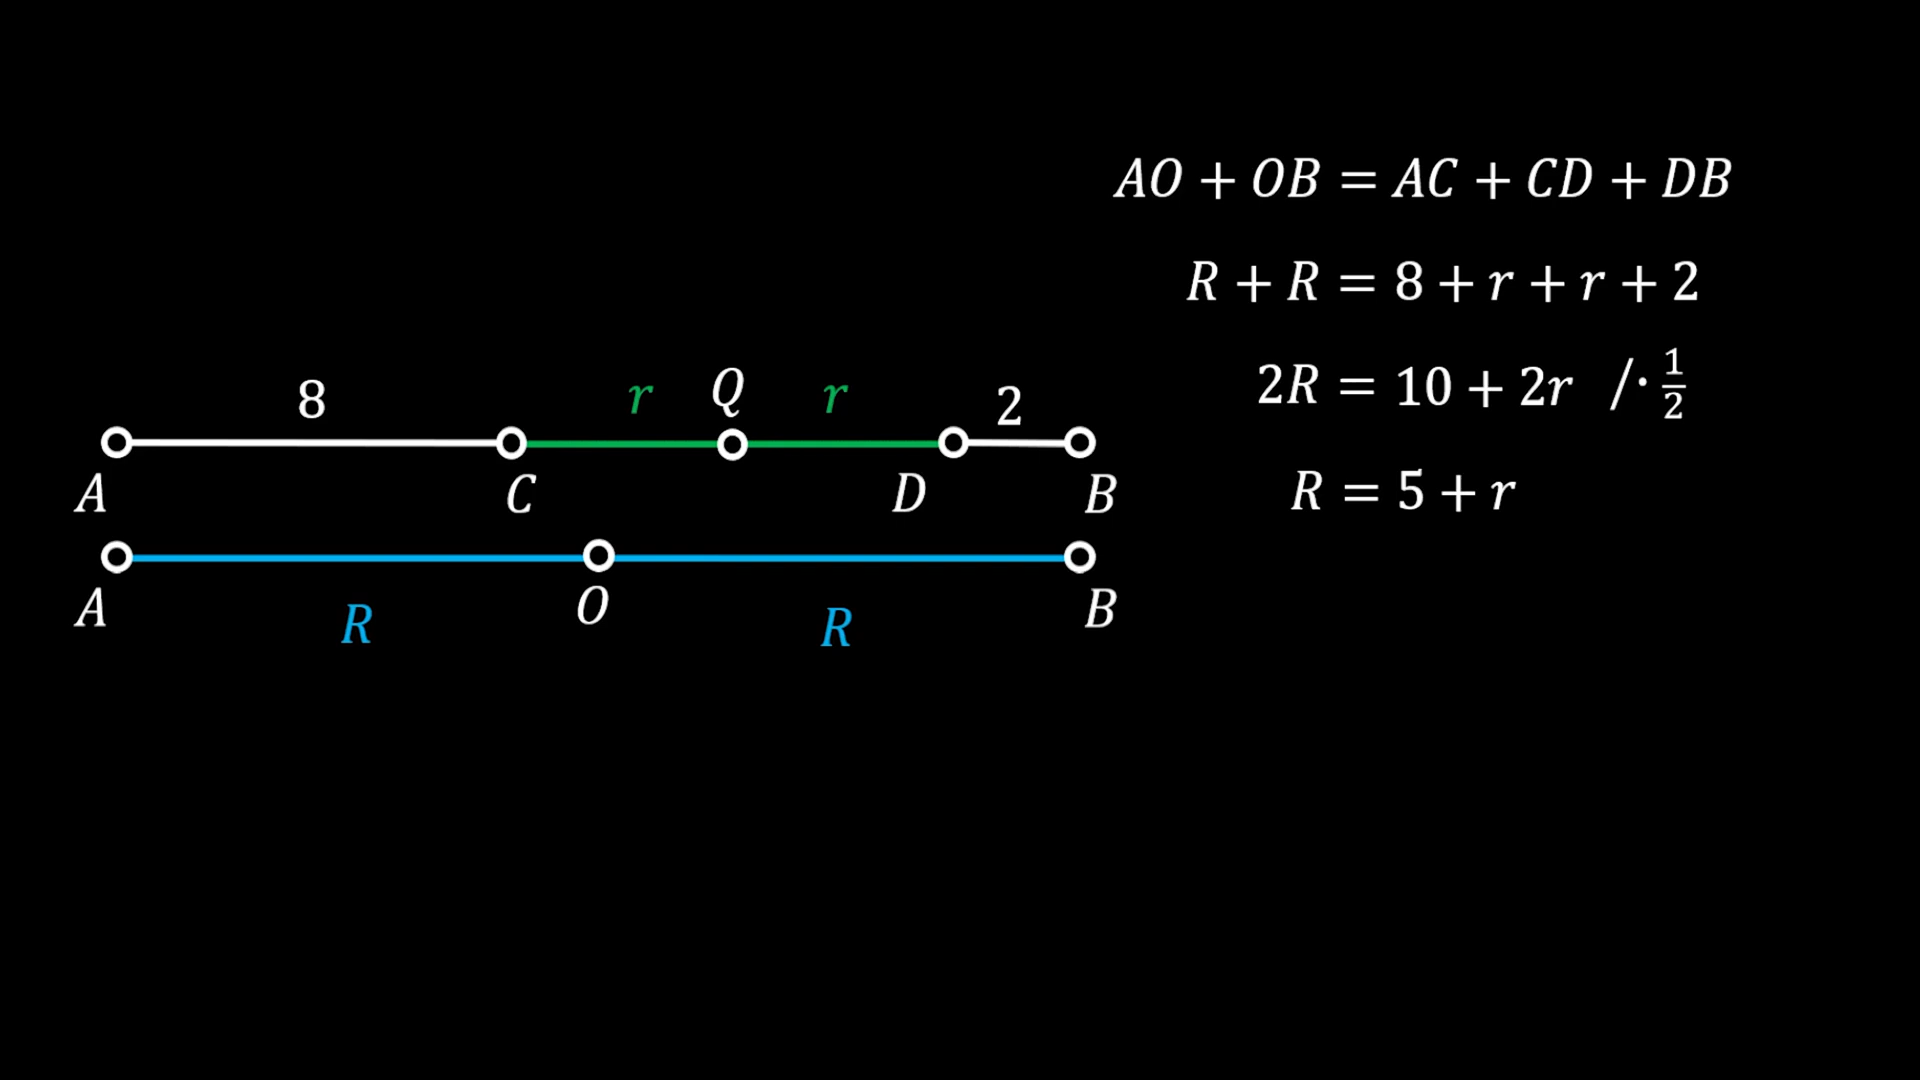 AO + OB = AC + CD + DB
R + R = 8 + r + r + 2
2R = 10 + 2r /· 1/2
R = 5 + r
8 r Q r 2
A C D B
A O B
R R